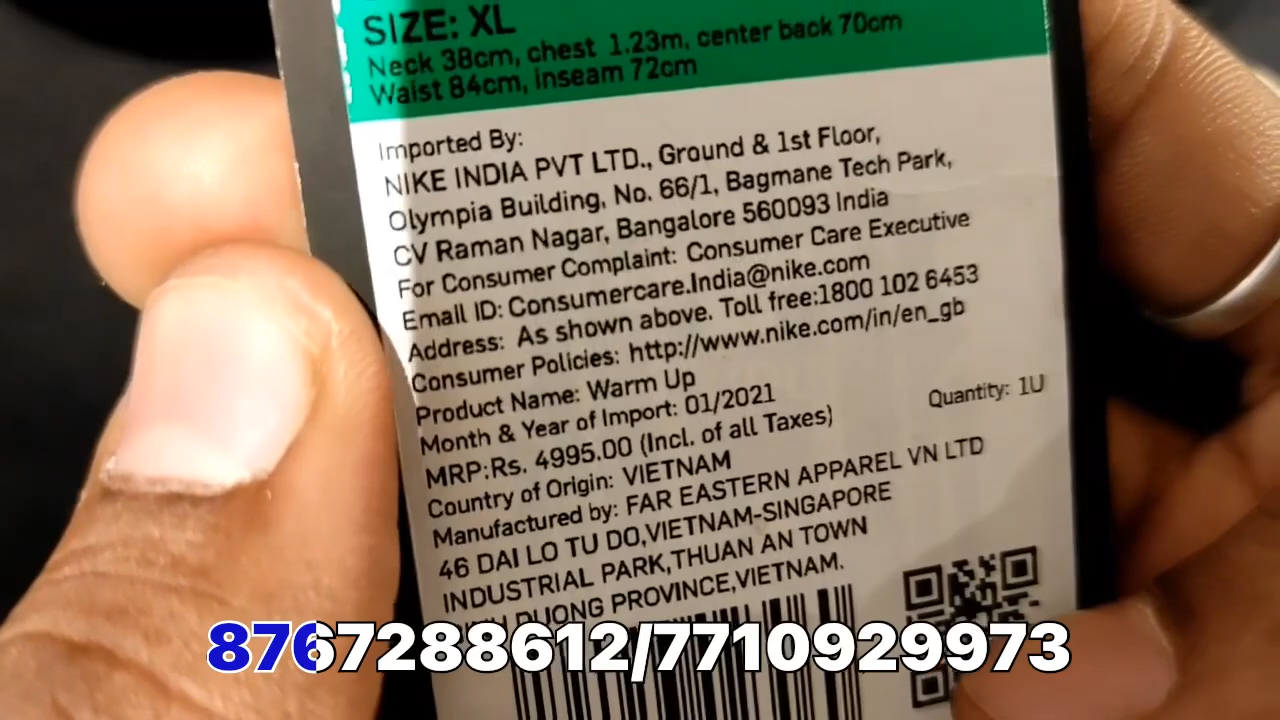 SIZE: XL
Neck 38cm, chest 1.23m, center back 70cm
Waist 84cm, inseam 72cm
Imported By:
NIKE INDIA PVT LTD., Ground & 1st Floor,
Olympia Building, No. 66/1, Bagmane Tech Park,
CV Raman Nagar, Bangalore 560093 India
For Consumer Complaint: Consumer Care Executive
Email ID: Consumercare.India@nike.com
Address: As shown above. Toll free:1800 102 6453
Consumer Policies: http://www.nike.com/in/en_gb
Product Name: Warm Up
Month & Year of Import: 01/2021
Quantity: 1U
MRP:Rs. 4995.00 (Incl. of all Taxes)
Country of Origin: VIETNAM
Manufactured by: FAR EASTERN APPAREL VN LTD
46 DAI LO TU DO,VIETNAM-SINGAPORE
INDUSTRIAL PARK,THUAN AN TOWN
DUONG PROVINCE,VIETNAM.
8767288612/7710929973